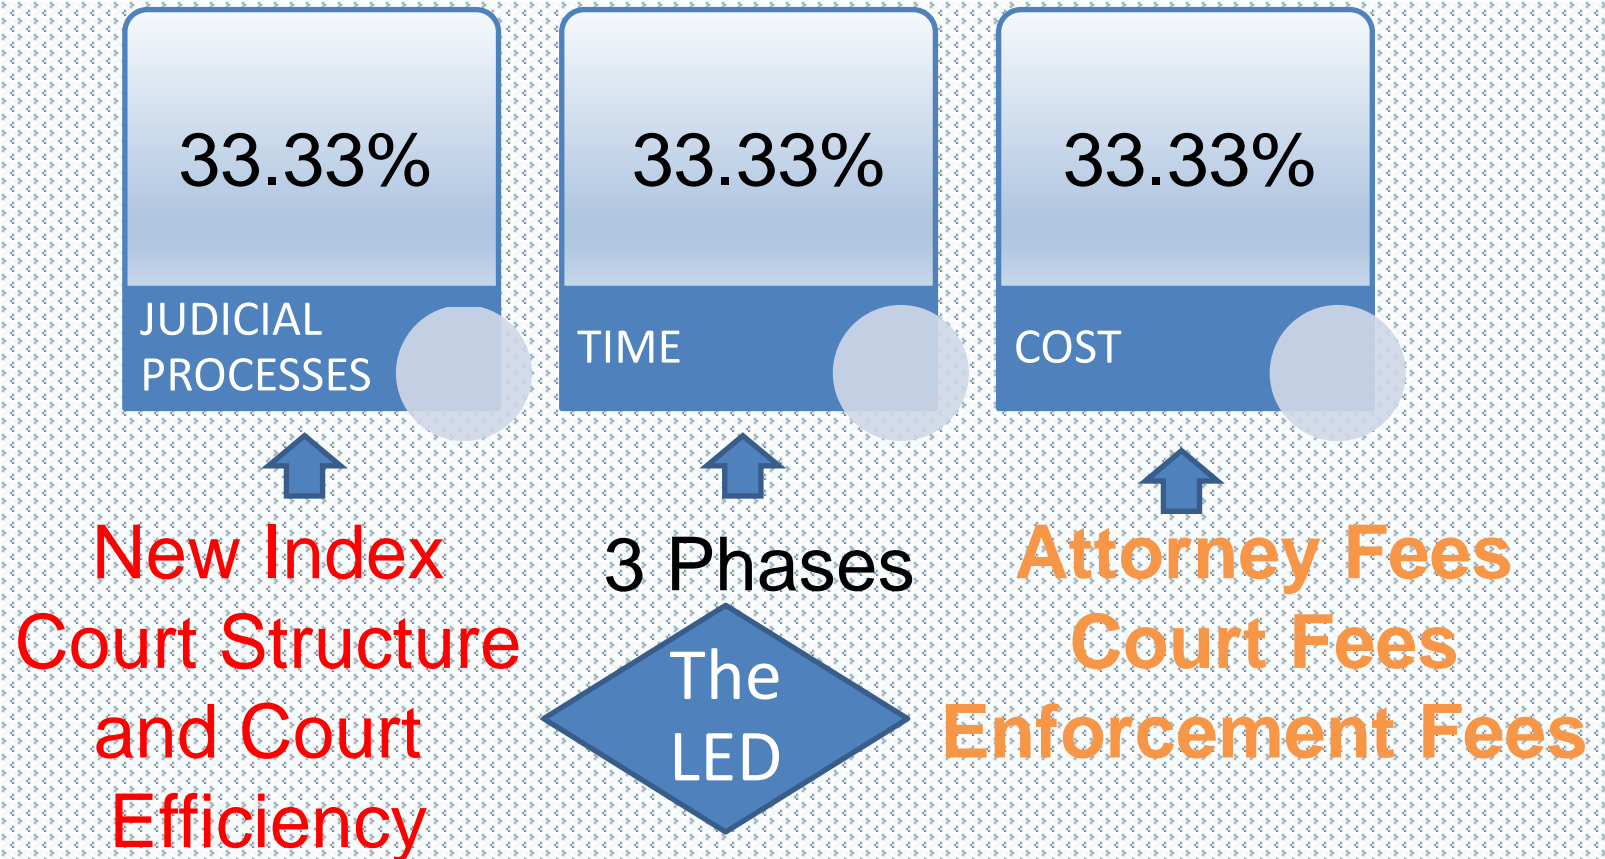 33.33%
33.33%
33.33%
JUDICIAL
PROCESSES
TIME
COST
New Index
Court Structure
and Court
Efficiency
3 Phases
The
LED
Attorney Fees
Court Fees
Enforcement Fees